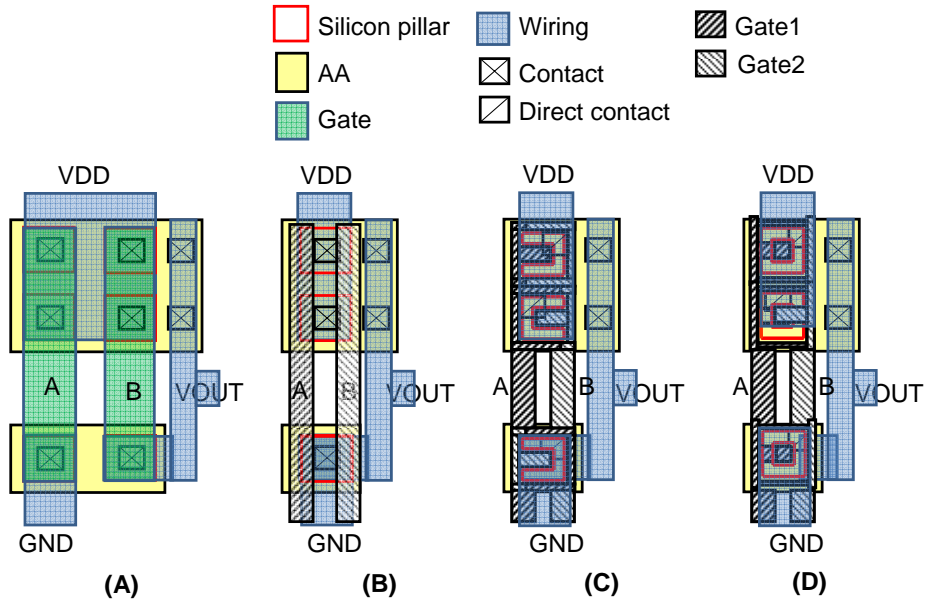 Silicon pillar Wiring Gate1
AA Contact Gate2
Gate Direct contact
VDD VDD VDD VDD
A B VOUT A B VOUT A B VOUT A B VOUT
GND GND GND GND
(A) (B) (C) (D)